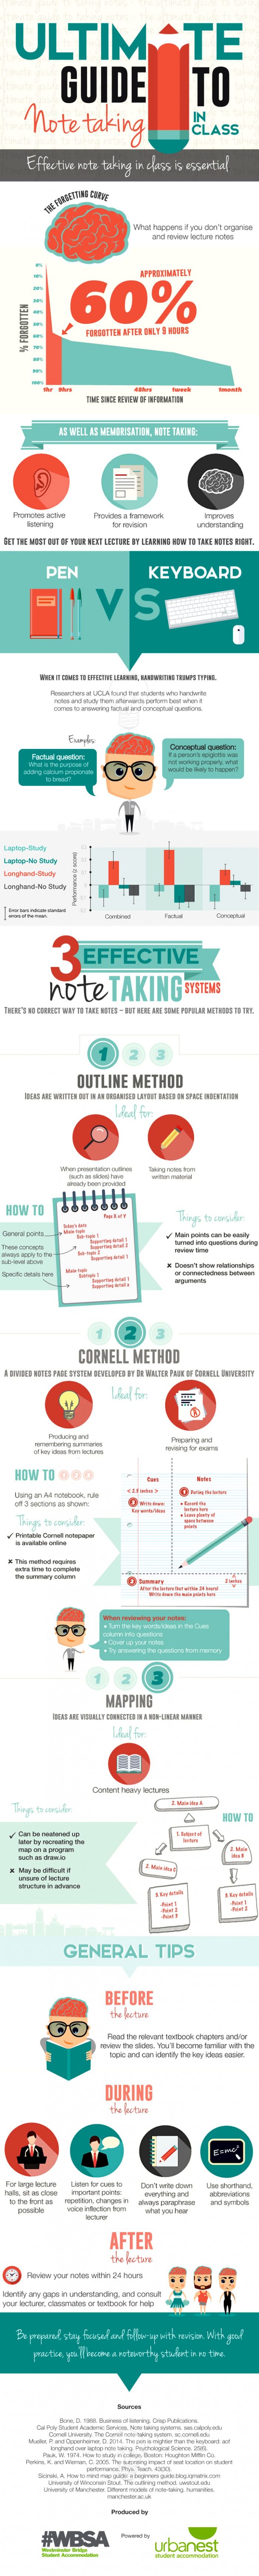 ULTIMATE
GUIDE TO
Note taking
IN
CLASS
Effective note taking in class is essential
THE FORGETTING CURVE
What happens if you don't organise
and review lecture notes
APPROXIMATELY
60%
FORGOTTEN AFTER ONLY 9 HOURS
% FORGOTTEN
0%
10%
20%
30%
40%
50%
60%
70%
80%
90%
100%
1hr 9hrs 48hrs 1week 1month
TIME SINCE REVIEW OF INFORMATION
AS WELL AS MEMORISATION, NOTE TAKING:
Promotes active
listening
Provides a framework
for revision
Improves
understanding
GET THE MOST OUT OF YOUR NEXT LECTURE BY LEARNING HOW TO TAKE NOTES RIGHT.
PEN
VS
KEYBOARD
WHEN IT COMES TO EFFECTIVE LEARNING, HANDWRITING TRUMPS TYPING.
Researchers at UCLA found that students who handwrite
notes and study them afterwards perform best when it
comes to answering factual and conceptual questions.
Examples:
Factual question:
What is the purpose of
adding calcium propionate
to bread?
Conceptual question:
If a person's epiglottis was
not working properly, what
would be likely to happen?
Laptop-Study
Laptop-No Study
Longhand-Study
Longhand-No Study
Error bars indicate standard
errors of the mean.
Performance (z score)
Combined
Factual
Conceptual
3 EFFECTIVE
note TAKING SYSTEMS
THERE'S NO CORRECT WAY TO TAKE NOTES – BUT HERE ARE SOME POPULAR METHODS TO TRY.
1 2 3
OUTLINE METHOD
IDEAS ARE WRITTEN OUT IN AN ORGANISED LAYOUT BASED ON SPACE INDENTATION
Ideal for:
When presentation outlines
(such as slides) have
already been provided
Taking notes from
written material
HOW TO
General points
These concepts
always apply to the
sub-level above
Specific details here
Page X of Y
Today's date
Main topic
Sub-topic 1
Supporting detail 1
Supporting detail 2
Sub-topic 2
Supporting detail 1
Main topic
Subtopic 1
Supporting detail 1
Supporting detail 2
Things to consider:
✓ Main points can be easily
turned into questions during
review time
✗ Doesn't show relationships
or connectedness between
arguments
1 2 3
CORNELL METHOD
A DIVIDED NOTES PAGE SYSTEM DEVELOPED BY DR WALTER PAUK OF CORNELL UNIVERSITY
Ideal for:
Producing and
remembering summaries
of key ideas from lectures
Preparing and
revising for exams
HOW TO 1 2 3
Using an A4 notebook, rule
off 3 sections as shown:
Things to consider:
✓ Printable Cornell notepaper
is available online
✗ This method requires
extra time to complete
the summary column
Cues
< 2.5 inches >
Write down:
Key words/ideas
Notes
1 During the lecture
• Record the
lecture here
• Leave plenty of
space between
points
2 Summary
After the lecture (but within 24 hours)
Write down the main points here
2 inches
When reviewing your notes:
• Turn the key words/ideas in the Cues
column into questions
• Cover up your notes
• Try answering the questions from memory
1 2 3
MAPPING
IDEAS ARE VISUALLY CONNECTED IN A NON-LINEAR MANNER
Ideal for:
Content heavy lectures
Things to consider:
✓ Can be neatened up
later by recreating the
map on a program
such as draw.io
✗ May be difficult if
unsure of lecture
structure in advance
HOW TO
2. Main idea A
1. Subject of
lecture
2. Main
idea B
2. Main idea C
3. Key details
-Point 1
-Point 2
-Point 3
3. Key details
-Point 1
-Point 2
GENERAL TIPS
BEFORE
the lecture
Read the relevant textbook chapters and/or
review the slides. You'll become familiar with the
topic and can identify the key ideas easier.
DURING
the lecture
For large lecture
halls, sit as close
to the front as
possible
Listen for cues to
important points:
repetition, changes in
voice inflection from
lecturer
Don't write down
everything and
always paraphrase
what you hear
E=mc²
Use shorthand,
abbreviations
and symbols
AFTER
the lecture
Review your notes within 24 hours
Identify any gaps in understanding, and consult
your lecturer, classmates or textbook for help
Be prepared, stay focused and follow-up with revision. With good
practice, you'll become a noteworthy student in no time.
Sources
Bone, D. 1988. Business of listening. Crisp Publications.
Cal Poly Student Academic Services, Note taking systems. sas.calpoly.edu
Cornell University. The Cornell note-taking system. sc.cornell.edu
Mueller, P. and Oppenheimer, D. 2014. The pen is mightier than the keyboard: aof
longhand over laptop note taking. Psychological Science, 25(6).
Pauk, W. 1974. How to study in college, Boston: Houghton Mifflin Co.
Perkins, K. and Wieman, C. 2005. The surprising impact of seat location on student
performance, Phys. Teach. 43(30).
Sicinski, A. How to mind map guide: a beginners guide.blog.iqmatrix.com
University of Winconsin Stout. The outlining method. uwstout.edu
University of Manchester, Different models of note-taking, humanities.
manchester.ac.uk
Produced by
#WBSA
Westminster Bridge
Student Accommodation
Powered by
urbanest
student accommodation